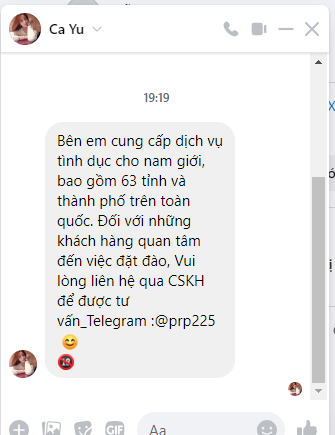 Ca Yu
19:19
Bên em cung cấp dịch vụ
tình dục cho nam giới,
bao gồm 63 tỉnh và
thành phố trên toàn
quốc. Đối với những
khách hàng quan tâm
đến việc đặt đào, Vui
lòng liên hệ qua CSKH
để được tư
vấn_Telegram :@prp225
😊
🔞
GIF
Aa